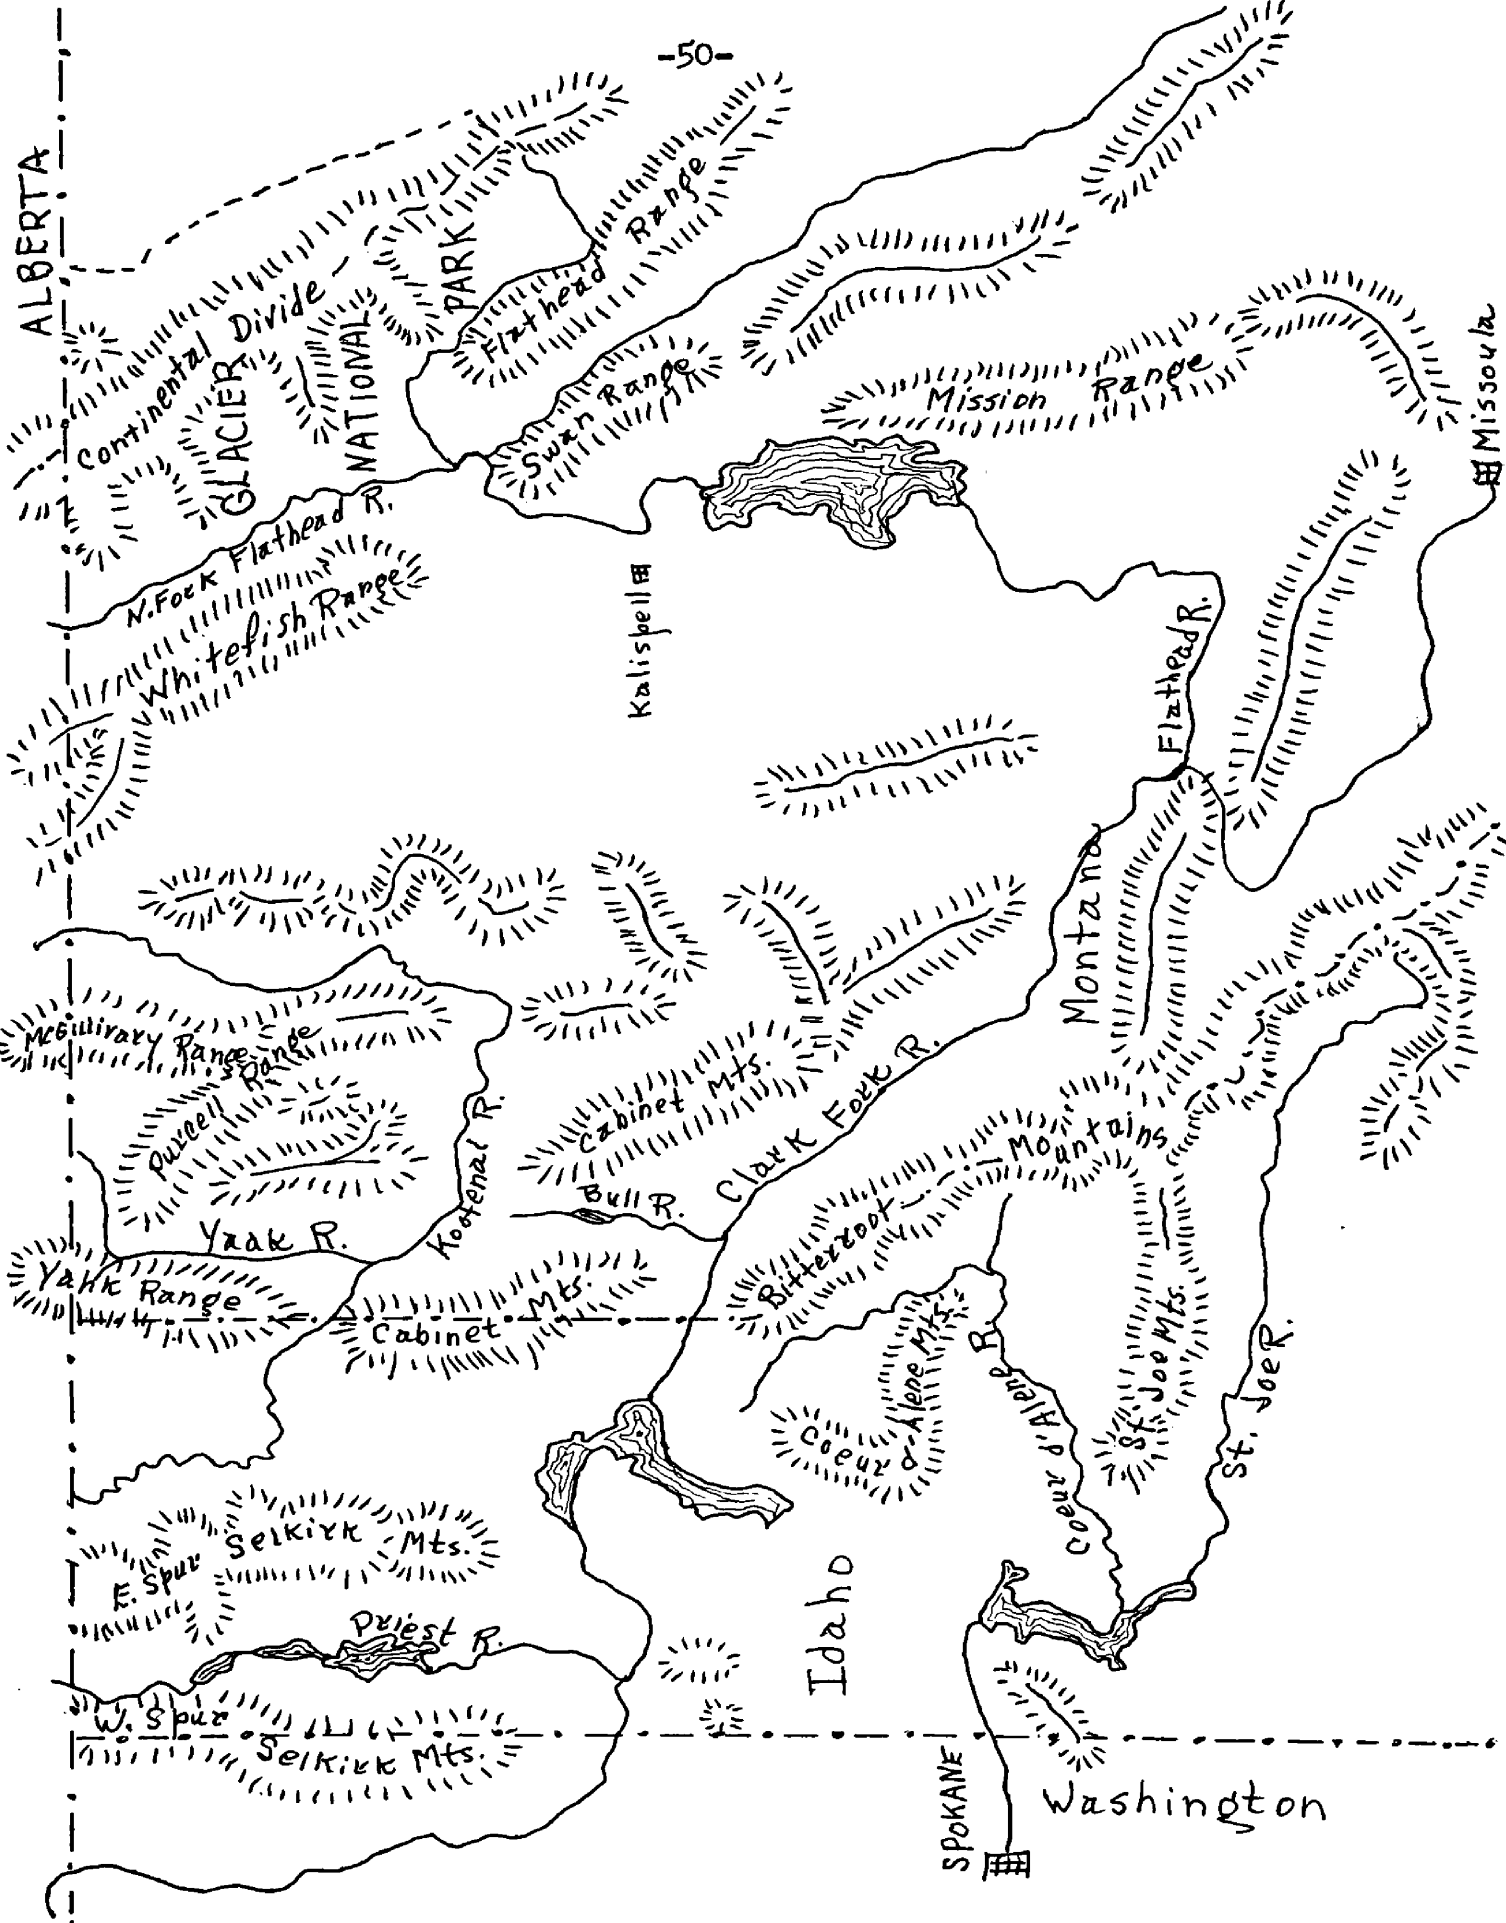 -50-
ALBERTA
Continental Divide
GLACIER
NATIONAL
PARK
Flathead Range
Swan Range
Mission Range
Missoula
N. Fork Flathead R.
Whitefish Range
Kalispell
Flathead R.
Montana
McGillivray Range
Purcell Range
Kootenai R.
Yaak R.
Yahk Range
Cabinet Mts.
Clark Fork R.
Bull R.
Cabinet Mts.
Bitterroot Mountains
Coeur d'Alene Mts.
Coeur d'Alene R.
St. Joe Mts.
St. Joe R.
E. Spur
Selkirk Mts.
Priest R.
Idaho
W. Spur
Selkirk Mts.
SPOKANE
Washington